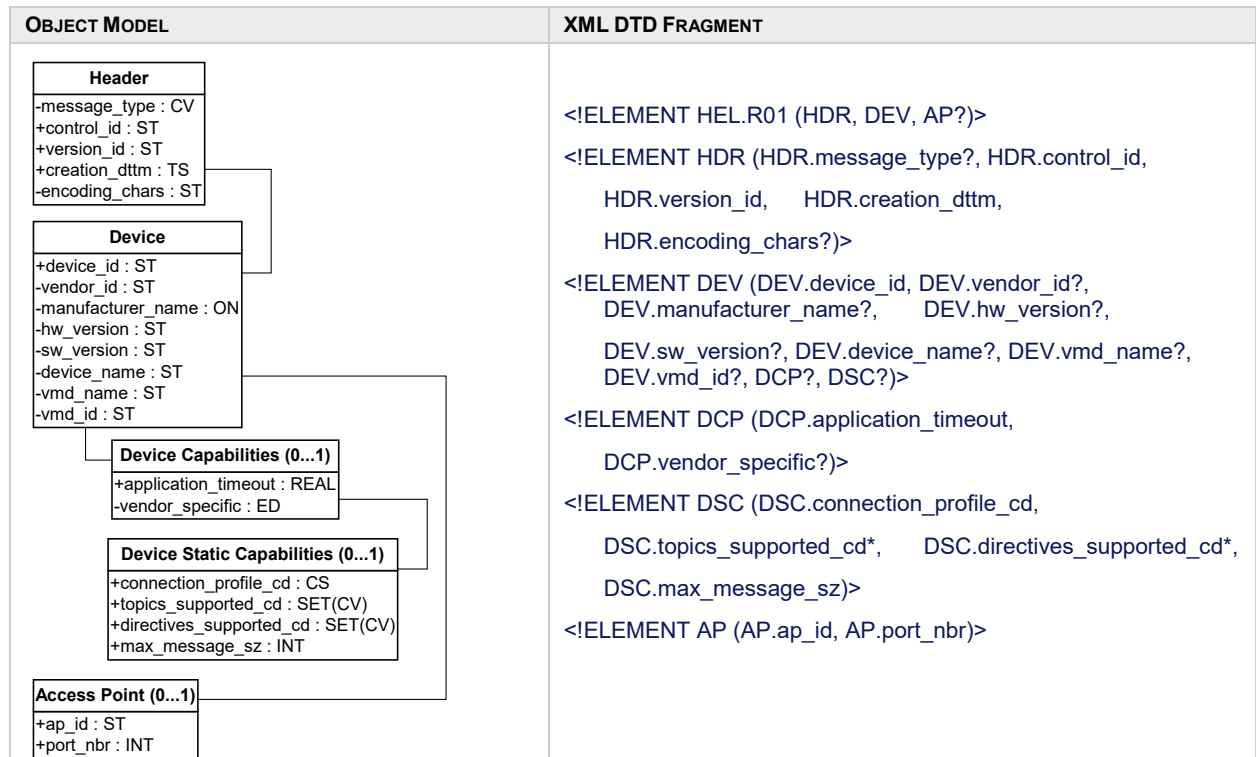 OBJECT MODEL
XML DTD FRAGMENT
Header
-message_type : CV
+control_id : ST
+version_id : ST
+creation_dttm : TS
-encoding_chars : ST
Device
+device_id : ST
-vendor_id : ST
-manufacturer_name : ON
-hw_version : ST
-sw_version : ST
-device_name : ST
-vmd_name : ST
-vmd_id : ST
Device Capabilities (0...1)
+application_timeout : REAL
-vendor_specific : ED
Device Static Capabilities (0...1)
+connection_profile_cd : CS
+topics_supported_cd : SET(CV)
+directives_supported_cd : SET(CV)
+max_message_sz : INT
Access Point (0...1)
+ap_id : ST
+port_nbr : INT
<!ELEMENT HEL.R01 (HDR, DEV, AP?)>
<!ELEMENT HDR (HDR.message_type?, HDR.control_id,
HDR.version_id, HDR.creation_dttm,
HDR.encoding_chars?)>
<!ELEMENT DEV (DEV.device_id, DEV.vendor_id?,
DEV.manufacturer_name?, DEV.hw_version?,
DEV.sw_version?, DEV.device_name?, DEV.vmd_name?,
DEV.vmd_id?, DCP?, DSC?)>
<!ELEMENT DCP (DCP.application_timeout,
DCP.vendor_specific?)>
<!ELEMENT DSC (DSC.connection_profile_cd,
DSC.topics_supported_cd*, DSC.directives_supported_cd*,
DSC.max_message_sz)>
<!ELEMENT AP (AP.ap_id, AP.port_nbr)>